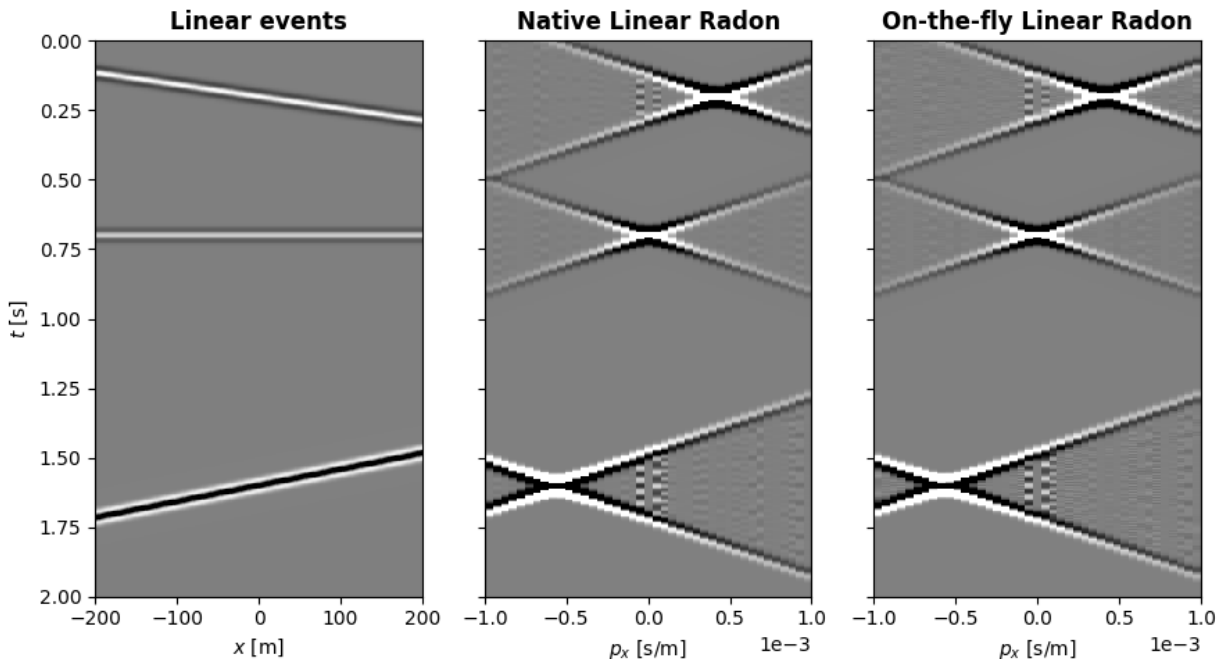 Linear events
Native Linear Radon
On-the-fly Linear Radon
0.00
0.25
0.50
0.75
1.00
1.25
1.50
1.75
2.00
t [s]
−200 −100 0 100 200
x [m]
−1.0 −0.5 0.0 0.5 1.0
1e−3
px [s/m]
−1.0 −0.5 0.0 0.5 1.0
1e−3
px [s/m]